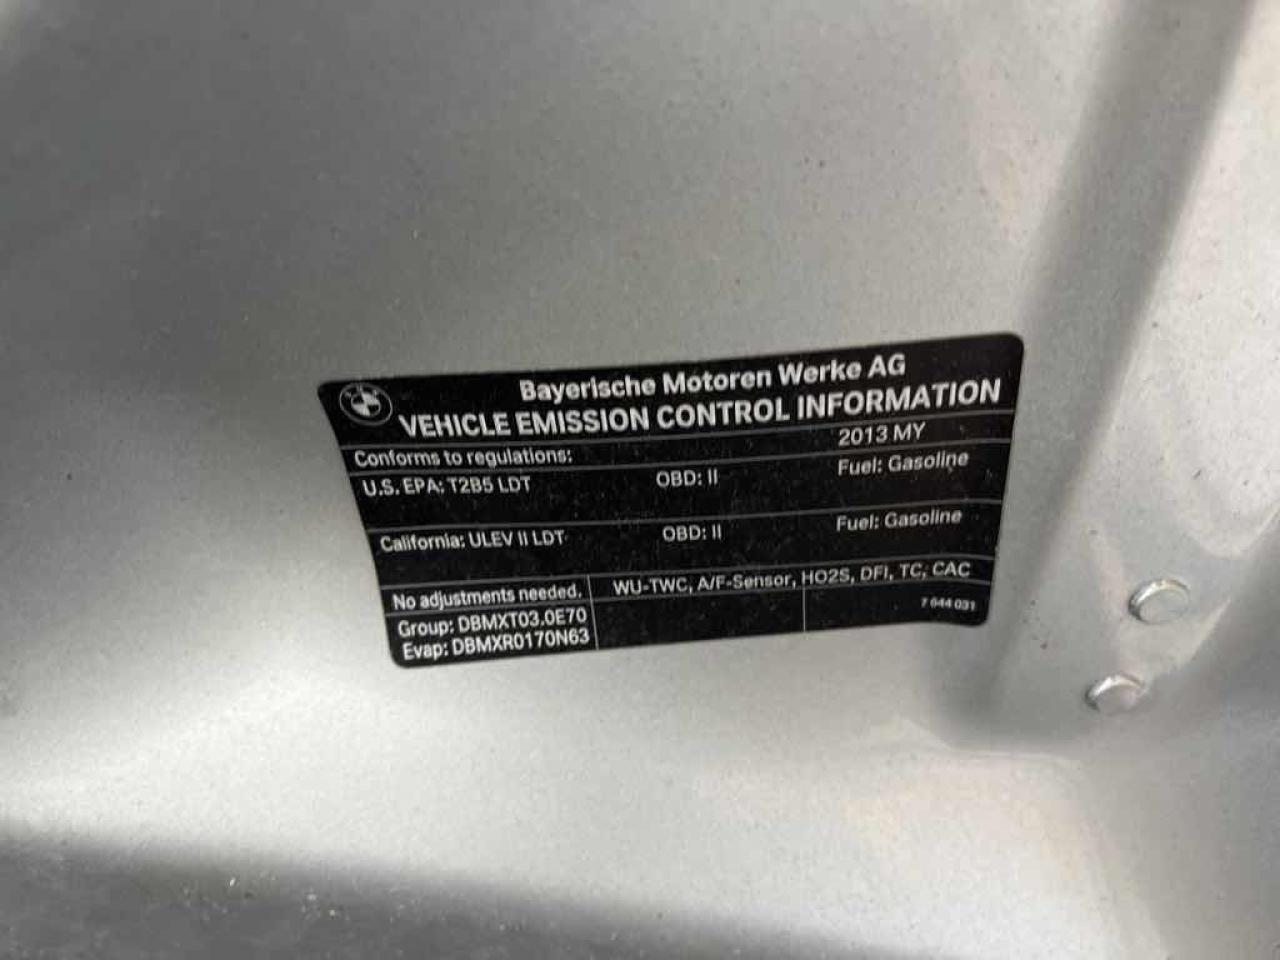 Bayerische Motoren Werke AG
VEHICLE EMISSION CONTROL INFORMATION
Conforms to regulations: 2013 MY
U.S. EPA: T2B5 LDT OBD: II Fuel: Gasoline
California: ULEV II LDT OBD: II Fuel: Gasoline
No adjustments needed. WU-TWC, A/F-Sensor, HO2S, DFI, TC, CAC
Group: DBMXT03.0E70 7 644 031
Evap: DBMXR0170N63